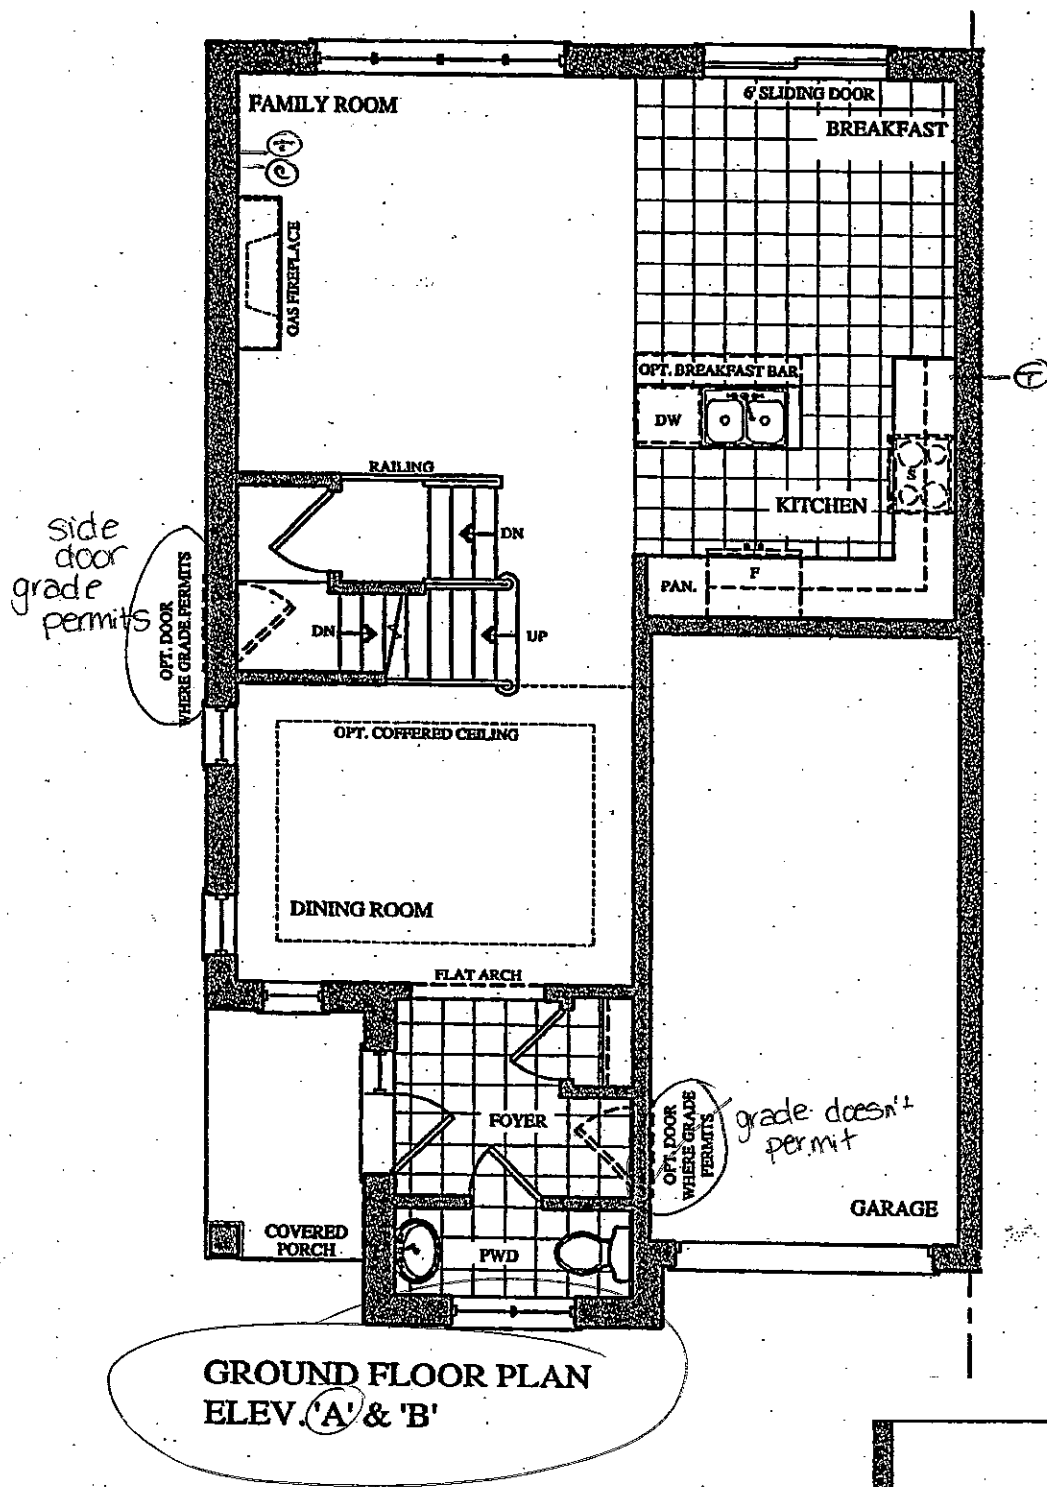 6' SLIDING DOOR
FAMILY ROOM
BREAKFAST
T
C
GAS FIREPLACE
OPT. BREAKFAST BAR
T
DW
RAILING
S
KITCHEN
side
door
grade
permits
DN
OPT. DOOR
WHERE GRADE PERMITS
F
PAN.
DN
UP
OPT. COFFERED CEILING
DINING ROOM
FLAT ARCH
FOYER
OPT. DOOR
WHERE GRADE
PERMITS
grade doesn't
permit
GARAGE
COVERED
PORCH
PWD
GROUND FLOOR PLAN
ELEV. 'A' & 'B'